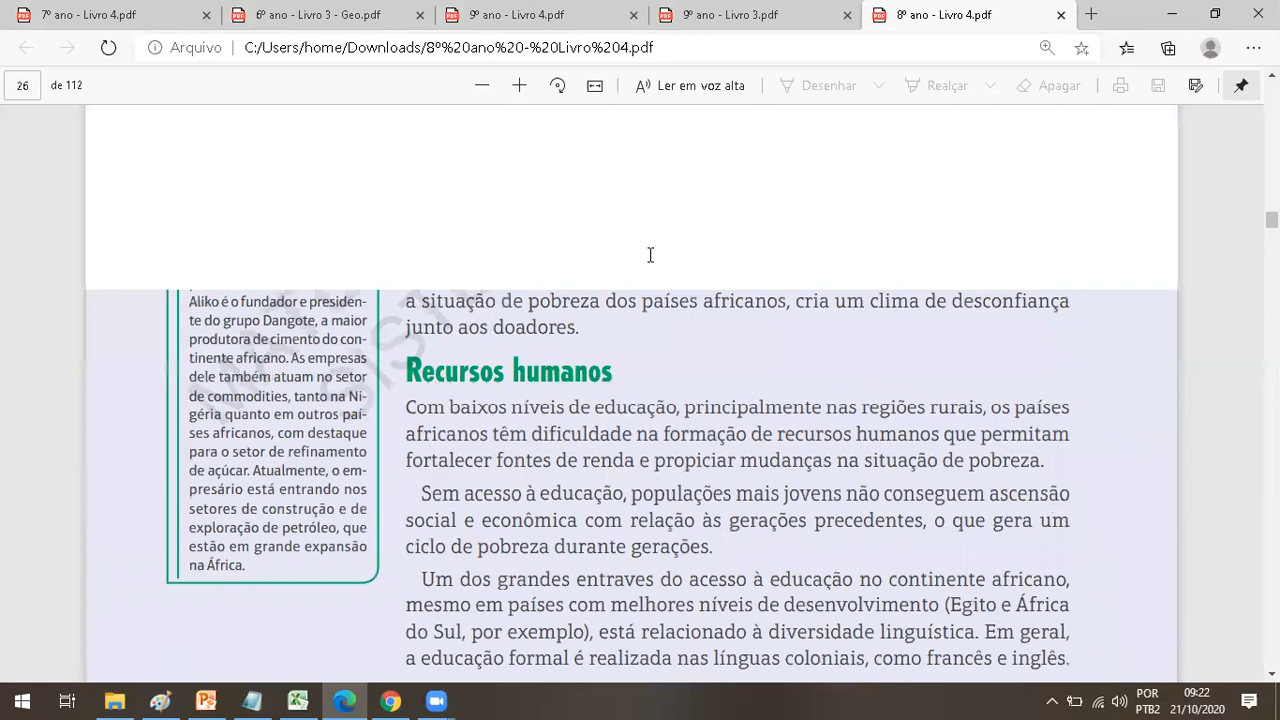 7º ano - Livro 4.pdf
6º ano - Livro 3 - Geo.pdf
9º ano - Livro 4.pdf
9º ano - Livro 3.pdf
8º ano - Livro 4.pdf
Arquivo
C:/Users/home/Downloads/8º%20ano%20-%20Livro%204.pdf
26 de 112
Ler em voz alta
Desenhar
Realçar
Apagar
Aliko é o fundador e presiden-
te do grupo Dangote, a maior
produtora de cimento do con-
tinente africano. As empresas
dele também atuam no setor
de commodities, tanto na Ni-
géria quanto em outros paí-
ses africanos, com destaque
para o setor de refinamento
de açúcar. Atualmente, o em-
presário está entrando nos
setores de construção e de
exploração de petróleo, que
estão em grande expansão
na África.
a situação de pobreza dos países africanos, cria um clima de desconfiança
junto aos doadores.
Recursos humanos
Com baixos níveis de educação, principalmente nas regiões rurais, os países
africanos têm dificuldade na formação de recursos humanos que permitam
fortalecer fontes de renda e propiciar mudanças na situação de pobreza.
Sem acesso à educação, populações mais jovens não conseguem ascensão
social e econômica com relação às gerações precedentes, o que gera um
ciclo de pobreza durante gerações.
Um dos grandes entraves do acesso à educação no continente africano,
mesmo em países com melhores níveis de desenvolvimento (Egito e África
do Sul, por exemplo), está relacionado à diversidade linguística. Em geral,
a educação formal é realizada nas línguas coloniais, como francês e inglês.
POR
PTB2
09:22
21/10/2020